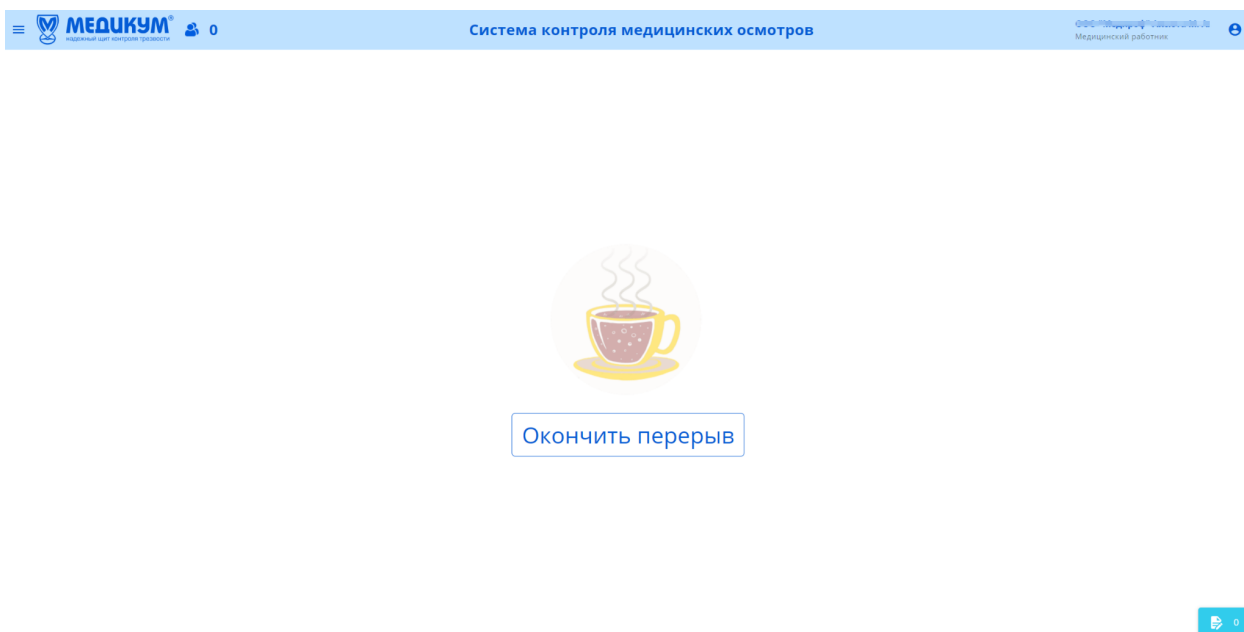 МЕДИКУМ®
надежный щит контроля трезвости
0
Система контроля медицинских осмотров
Медицинский работник
Окончить перерыв
0